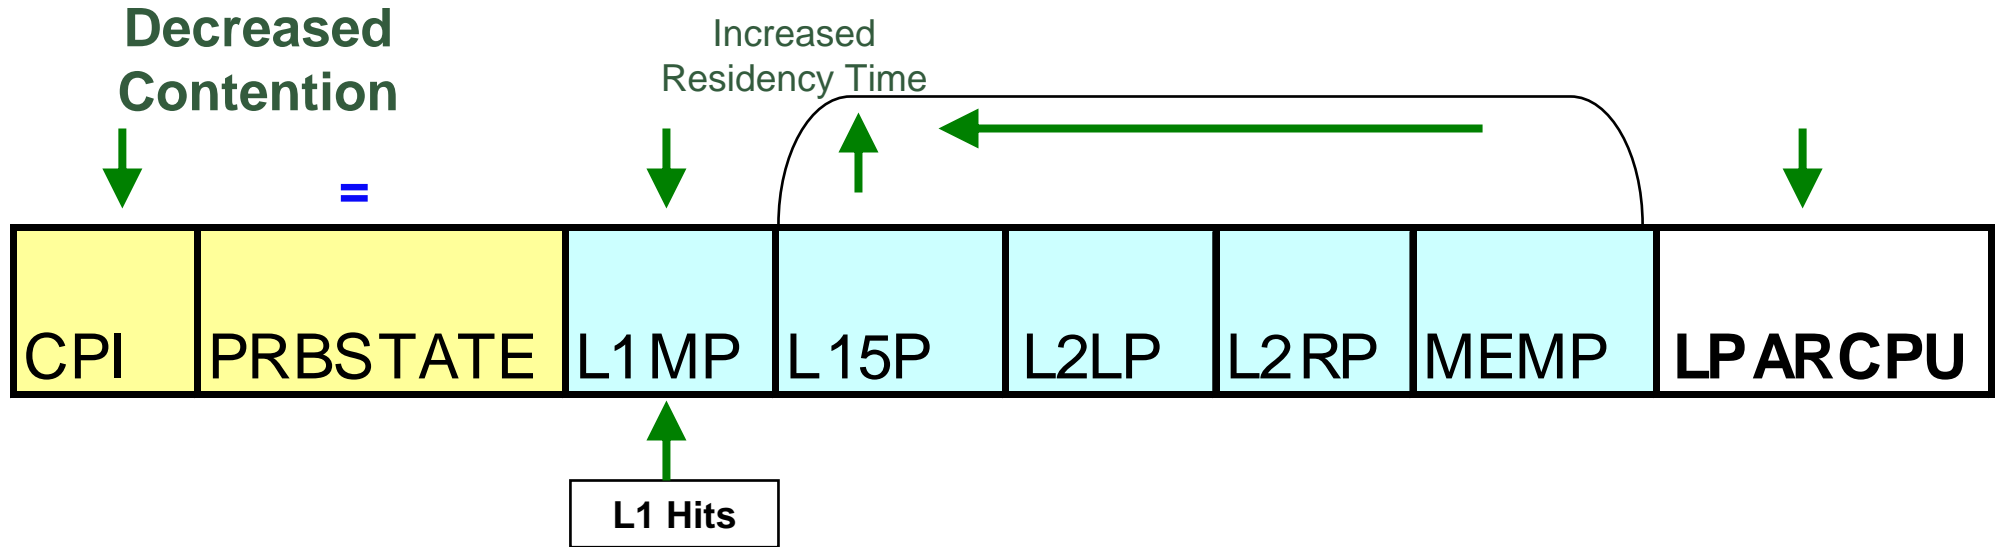 Decreased
Contention
Increased
Residency Time
=
CPI PRBSTATE L1MP L15P L2LP L2RP MEMP LPARCPU
L1 Hits